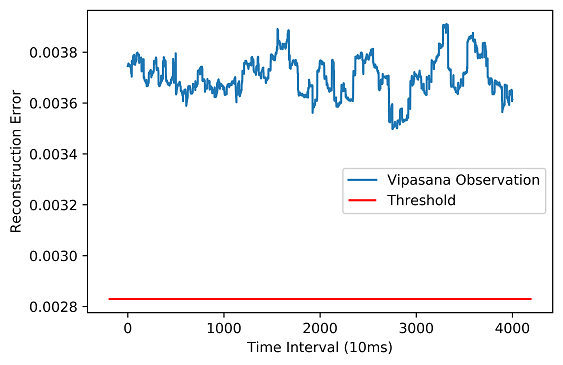 0.0038
0.0036
0.0034
0.0032
0.0030
0.0028
Reconstruction Error
Vipasana Observation
Threshold
0 1000 2000 3000 4000
Time Interval (10ms)